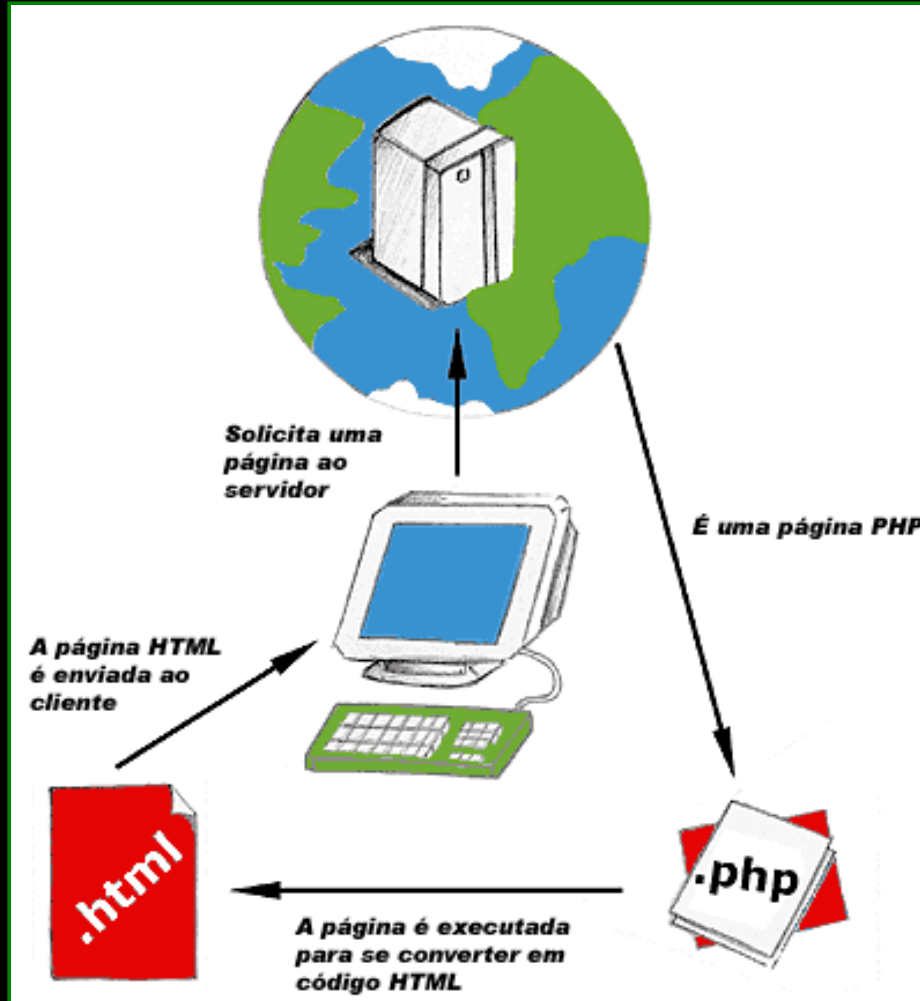 Solicita uma
página ao
servidor
É uma página PHP
A página HTML
é enviada ao
cliente
.html
.php
A página é executada
para se converter em
código HTML